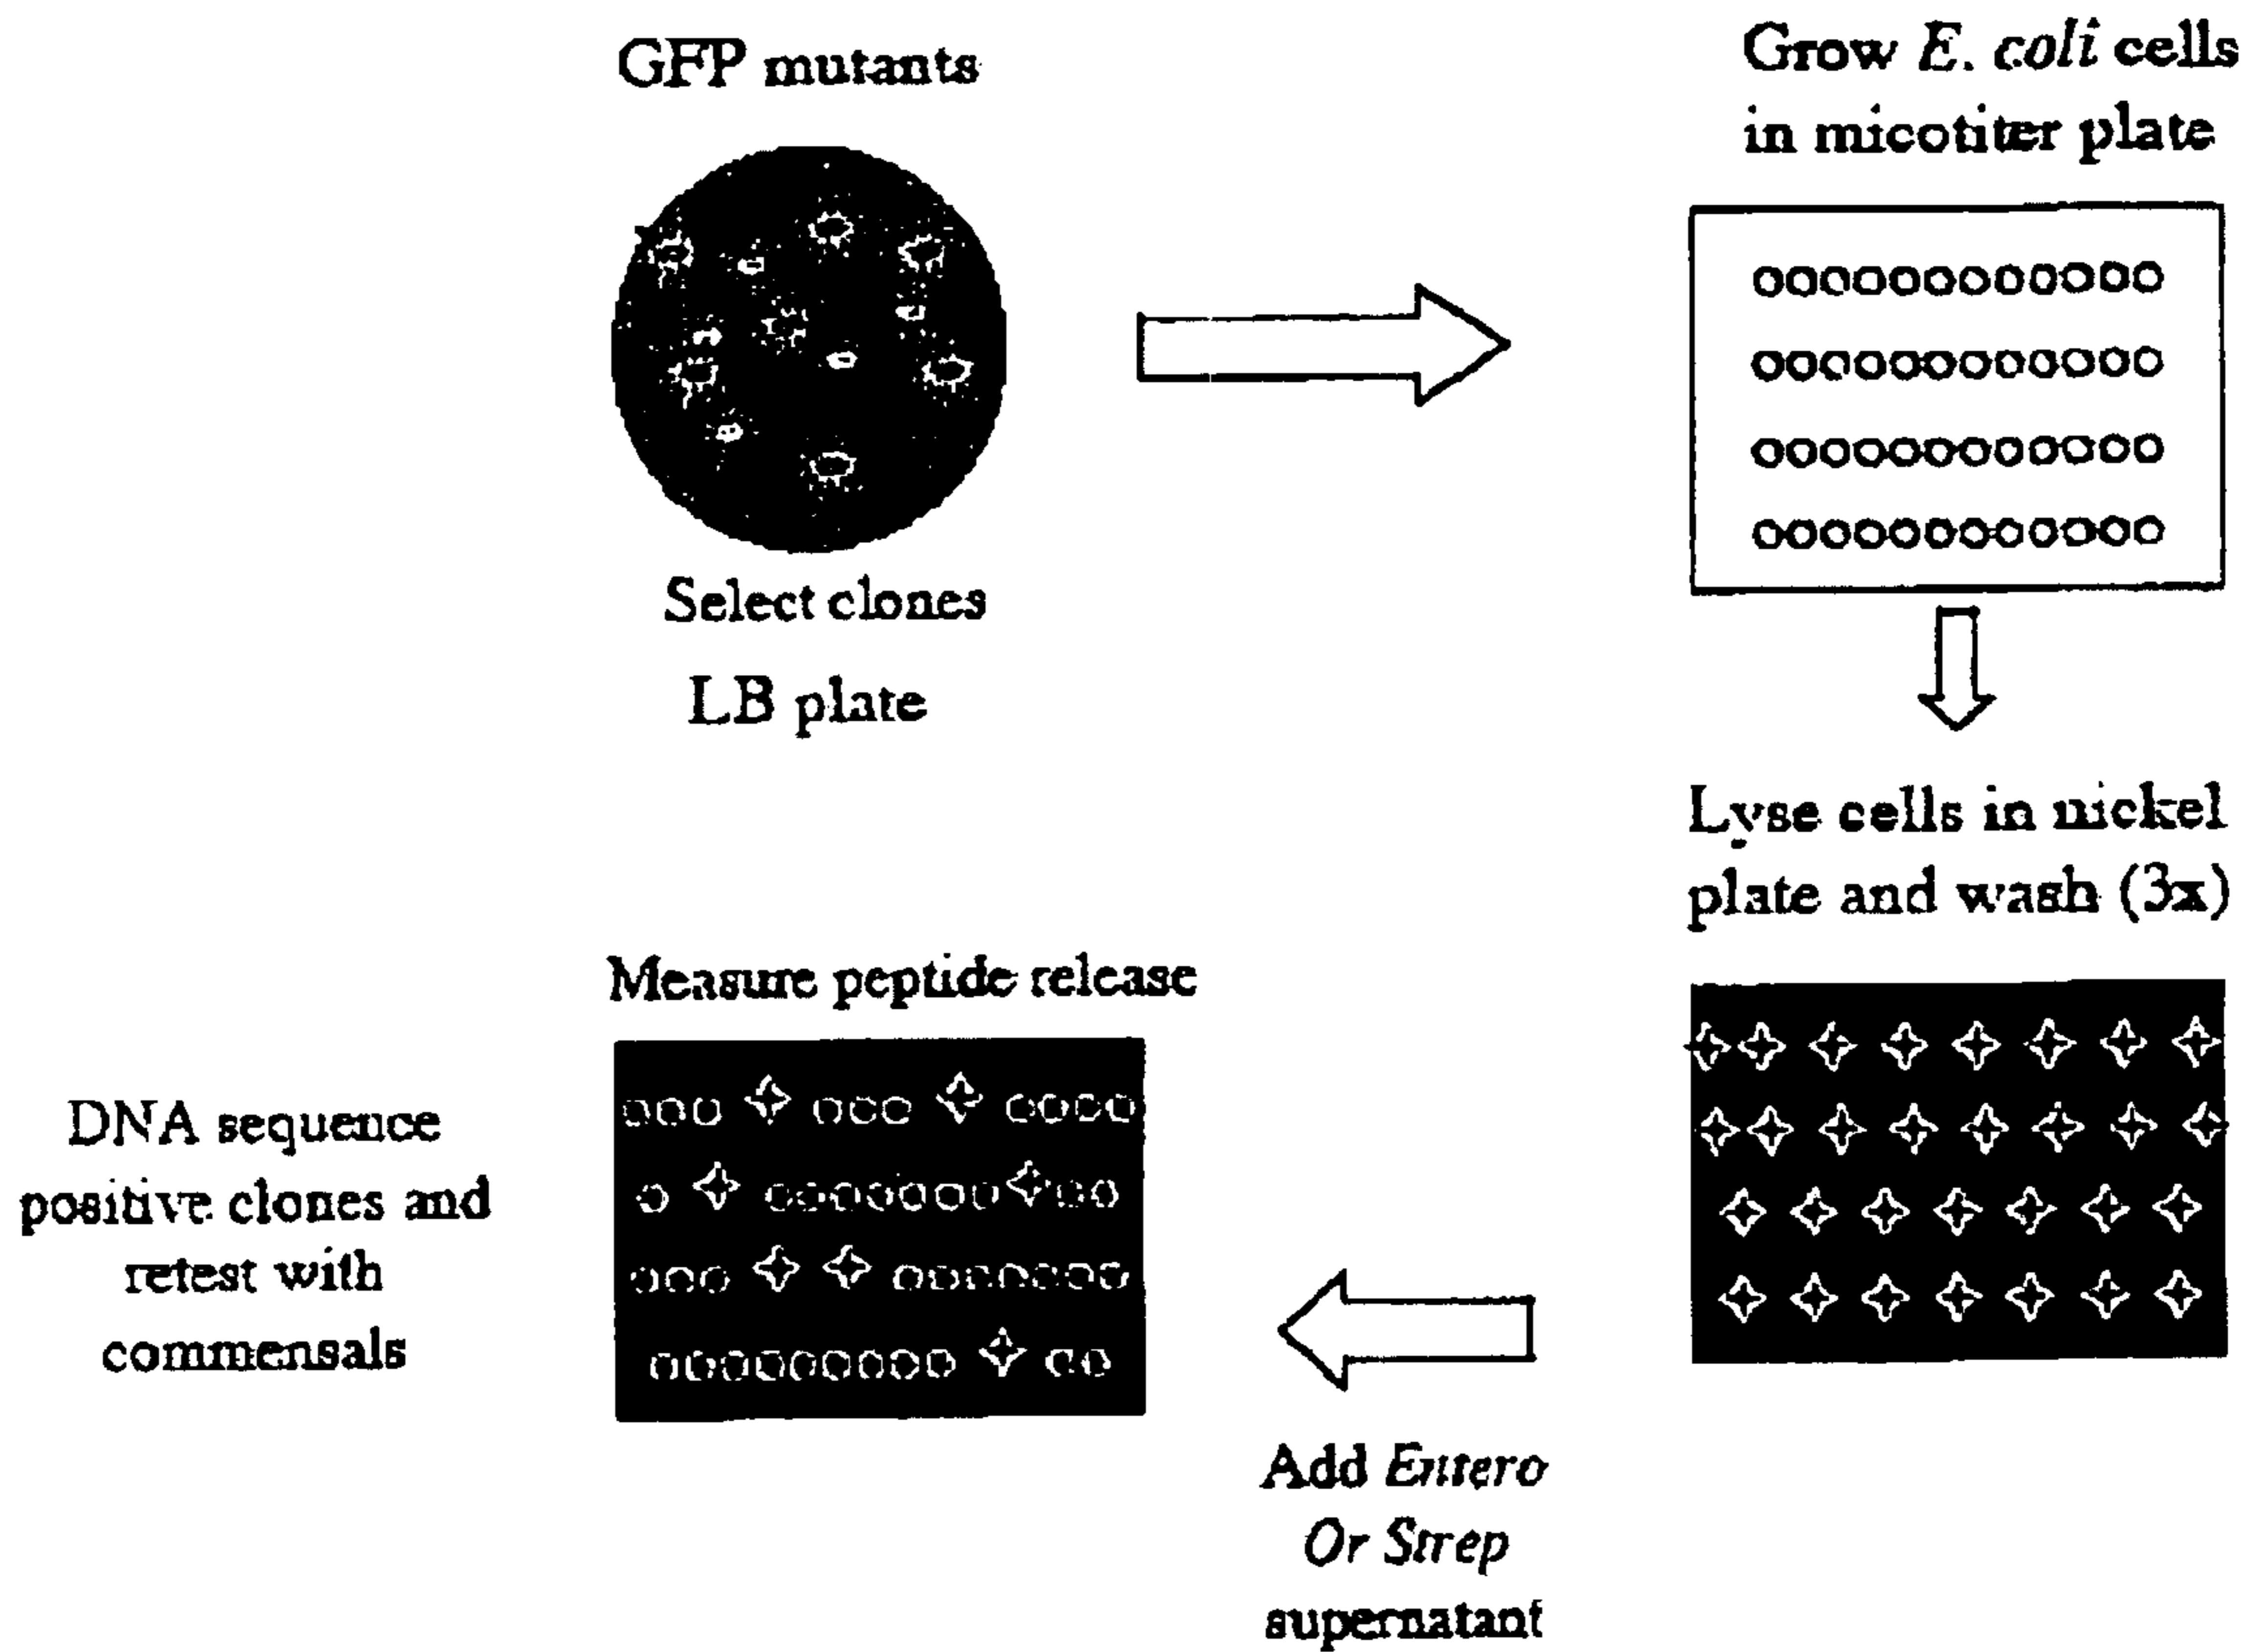 GFP mutants
Select clones
LB plate
Grow E. coli cells
in micotiter plate
Lyse cells in nickel
plate and wash (3x)
Add Entero
Or Strep
supernatant
Measure peptide release
DNA sequence
positive clones and
retest with
commensals